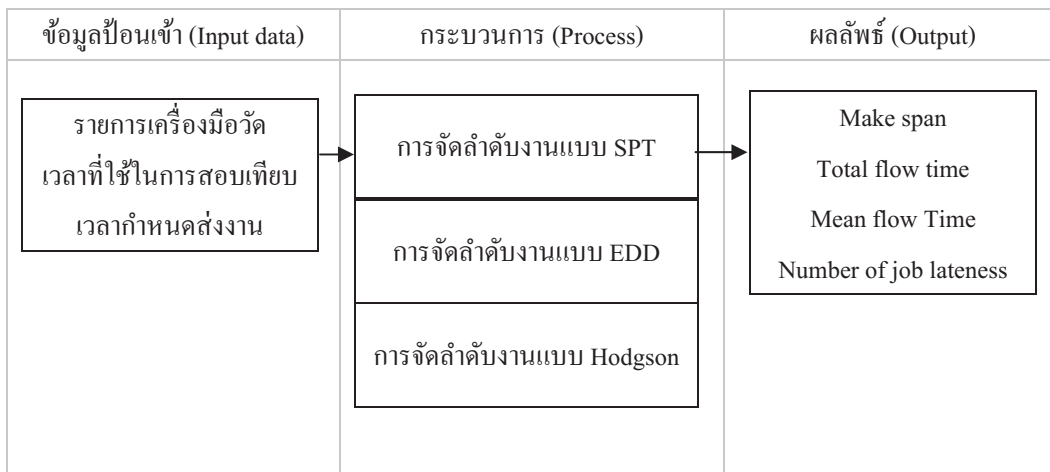 ข้อมูลป้อนเข้า (Input data)
กระบวนการ (Process)
ผลลัพธ์ (Output)
รายการเครื่องมือวัด
เวลาที่ใช้ในการสอบเทียบ
เวลากำหนดส่งงาน
การจัดลำดับงานแบบ SPT
การจัดลำดับงานแบบ EDD
การจัดลำดับงานแบบ Hodgson
Make span
Total flow time
Mean flow Time
Number of job lateness